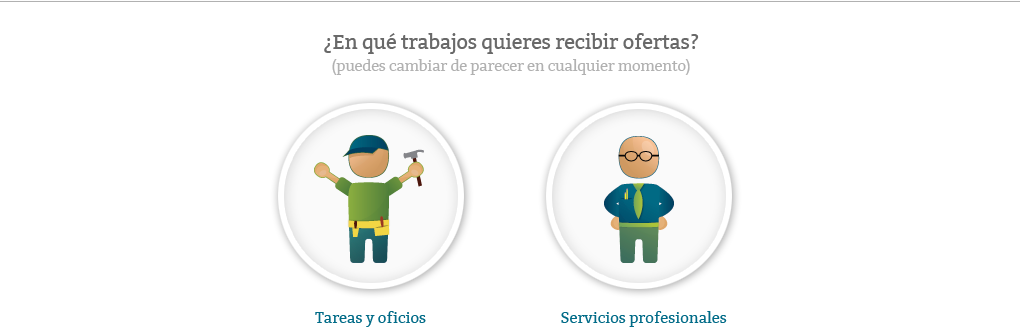 ¿En qué trabajos quieres recibir ofertas?
(puedes cambiar de parecer en cualquier momento)
Tareas y oficios
Servicios profesionales